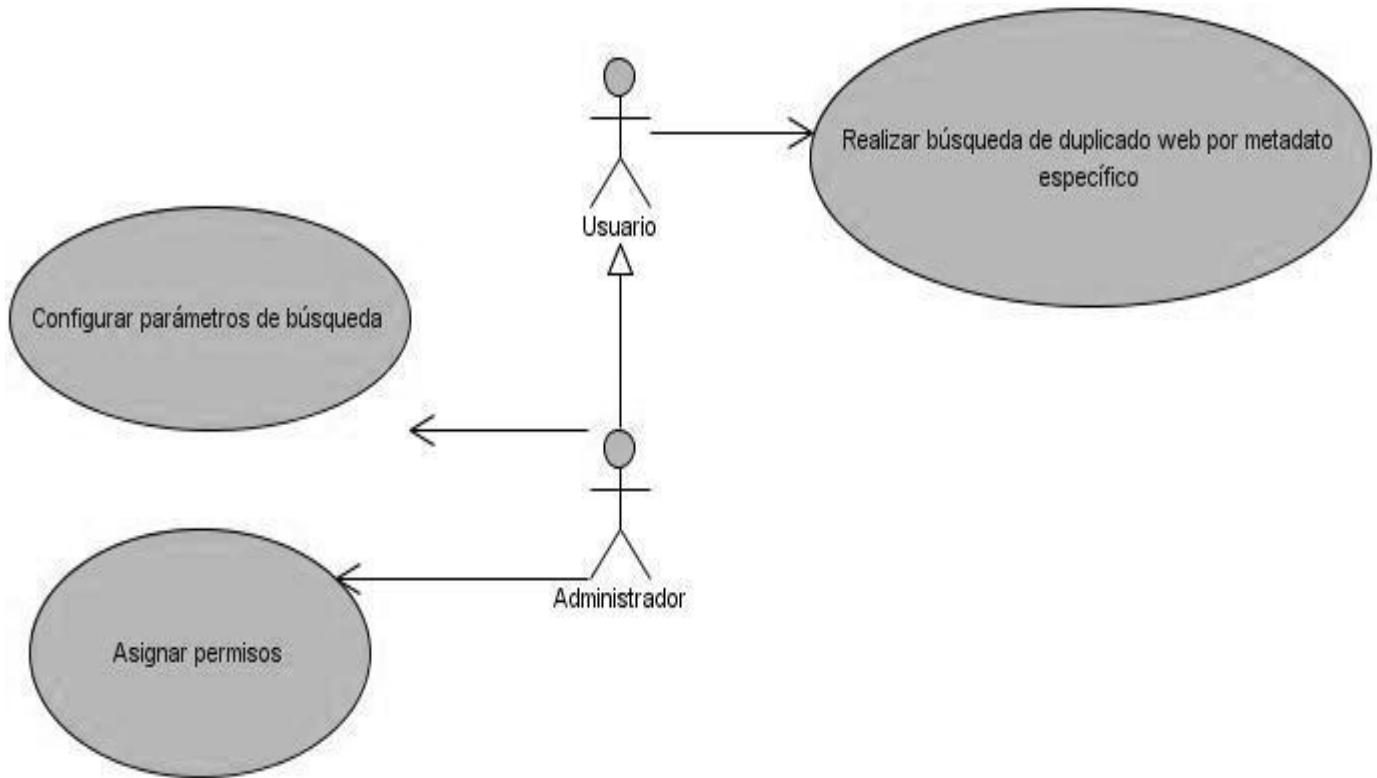 Realizar búsqueda de duplicado web por metadato
específico
Usuario
Configurar parámetros de búsqueda
Administrador
Asignar permisos